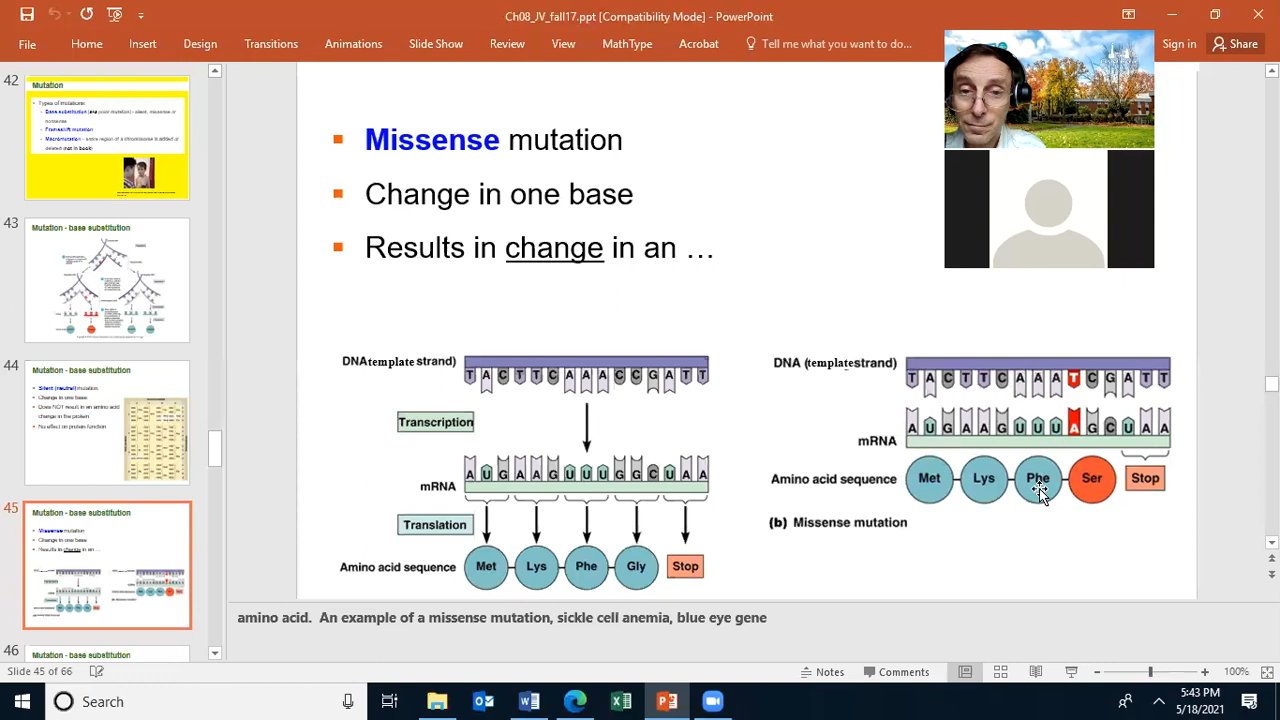 Ch08_JV_fall17.ppt [Compatibility Mode] - PowerPoint
File Home Insert Design Transitions Animations Slide Show Review View MathType Acrobat Tell me what you want to do... Sign in Share
42
Mutation
Types of mutations:
Base substitution (aka point mutation) - silent, missense or
nonsense
Frameshift mutation
Macromutation - entire region of a chromosome is added or
deleted (not in book)
43
Mutation - base substitution
44
Mutation - base substitution
Silent (neutral) mutation
Change in one base
Does NOT result in an amino acid
change in the protein
No effect on protein function
45
Mutation - base substitution
Missense mutation
Change in one base
Results in change in an ...
46
Mutation - base substitution
Missense mutation
Change in one base
Results in change in an …
DNA template strand)
T A C T T C A A A C C G A T T
Transcription
A U G A A G U U U G G C U A A
mRNA
Translation
Amino acid sequence
Met Lys Phe Gly Stop
DNA (template strand)
T A C T T C A A A T C G A T T
A U G A A G U U U A G C U A A
mRNA
Amino acid sequence
Met Lys Phe Ser Stop
(b) Missense mutation
amino acid. An example of a missense mutation, sickle cell anemia, blue eye gene
Slide 45 of 66 Notes Comments 100%
Search
5:43 PM
5/18/2021